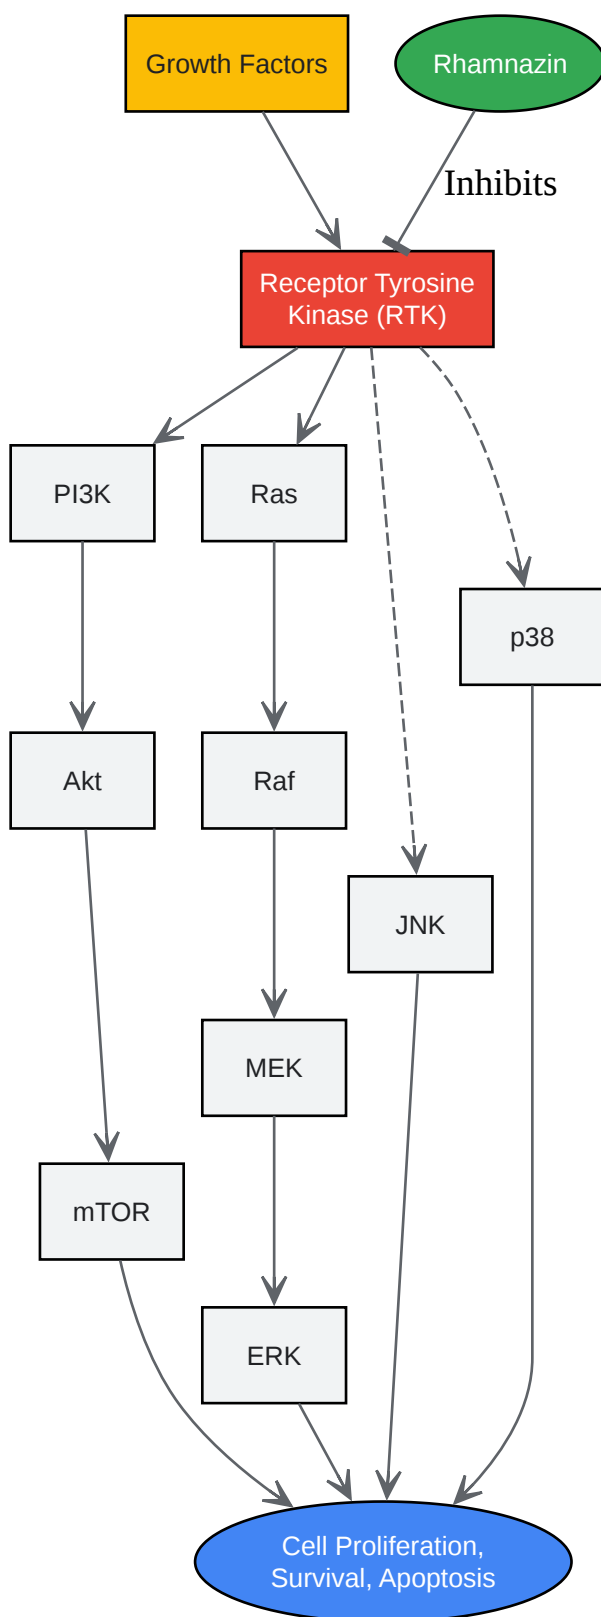 Growth Factors
Rhamnazin
Inhibits
Receptor Tyrosine
Kinase (RTK)
PI3K
Ras
p38
Akt
Raf
JNK
MEK
mTOR
ERK
Cell Proliferation,
Survival, Apoptosis